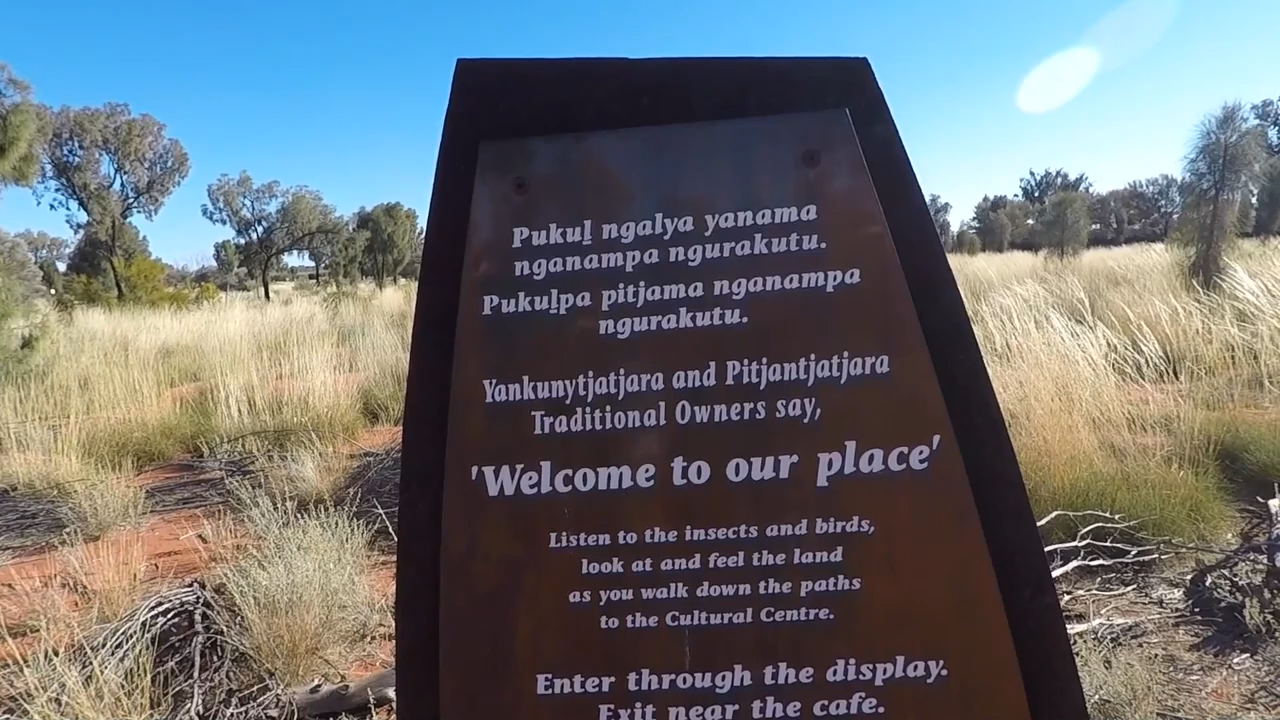 Pukuḻ ngalya yanama
nganampa ngurakutu.
Pukuḻpa pitjama nganampa
ngurakutu.
Yankunytjatjara and Pitjantjatjara
Traditional Owners say,
'Welcome to our place'
Listen to the insects and birds,
look at and feel the land
as you walk down the paths
to the Cultural Centre.
Enter through the display.
Exit near the cafe.